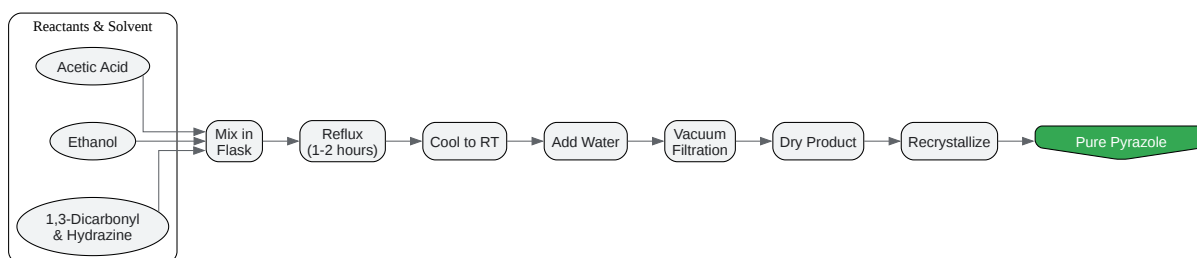 Reactants & Solvent
Acetic Acid
Ethanol
1,3-Dicarbonyl
& Hydrazine
Mix in
Flask
Reflux
(1-2 hours)
Cool to RT
Add Water
Vacuum
Filtration
Dry Product
Recrystallize
Pure Pyrazole